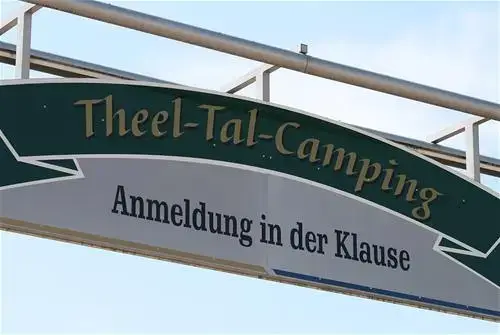 Theel-Tal-Camping
Anmeldung in der Klause